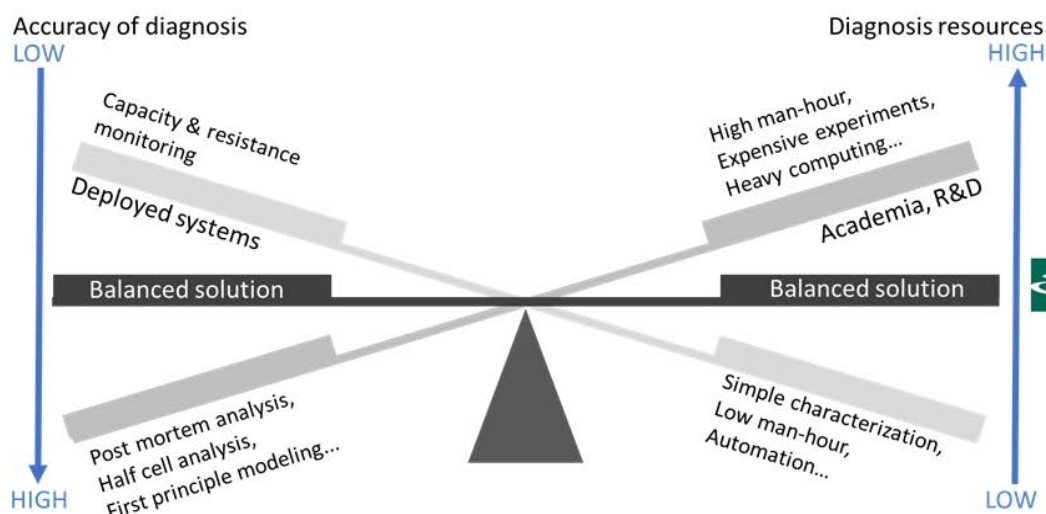 Accuracy of diagnosis
LOW
Diagnosis resources
HIGH
Capacity & resistance
monitoring
Deployed systems
High man-hour,
Expensive experiments,
Heavy computing...
Academia, R&D
Balanced solution
Balanced solution
Post mortem analysis,
Half cell analysis,
First principle modeling...
Simple characterization,
Low man-hour,
Automation...
HIGH
LOW